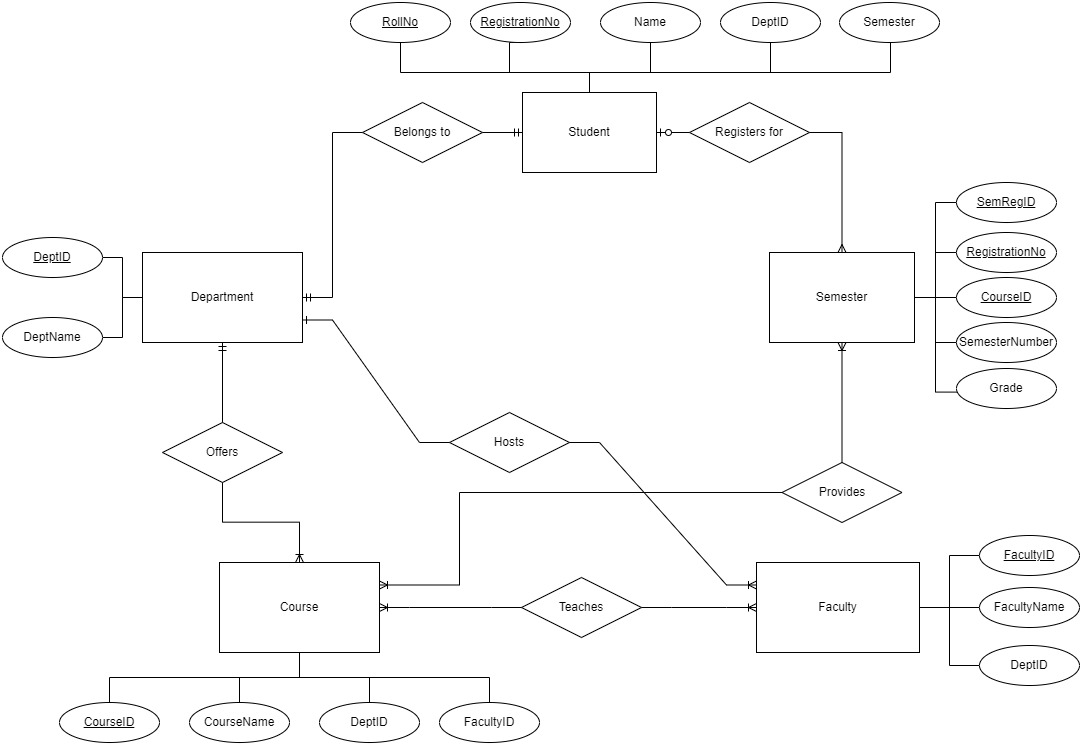 RollNo
RegistrationNo
Name
DeptID
Semester
Belongs to
Student
Registers for
SemRegID
RegistrationNo
CourseID
SemesterNumber
Grade
DeptID
DeptName
Department
Semester
Offers
Hosts
Provides
Course
Teaches
Faculty
FacultyID
FacultyName
DeptID
CourseID
CourseName
DeptID
FacultyID